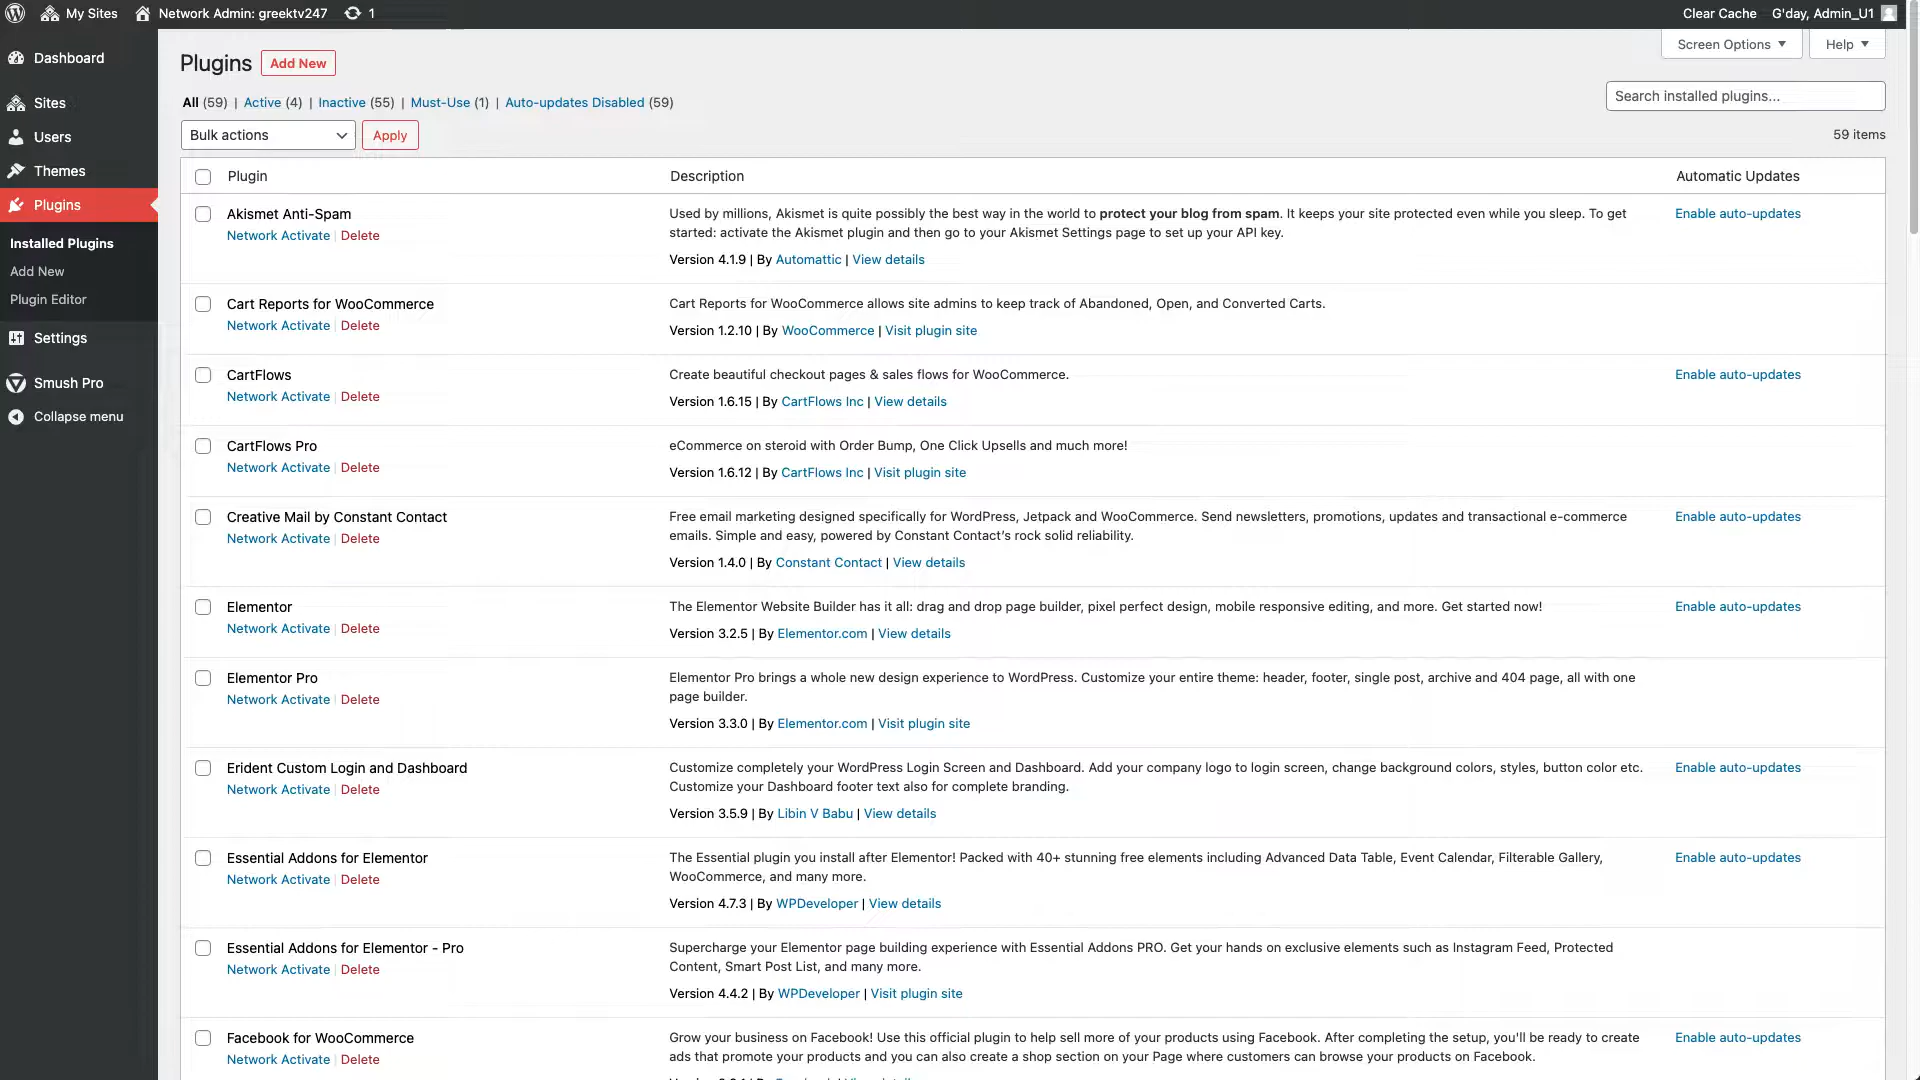 My Sites
Network Admin: greektv247
1
Clear Cache
G'day, Admin_U1
Dashboard
Sites
Users
Themes
Plugins
Installed Plugins
Add New
Plugin Editor
Settings
Smush Pro
Collapse menu
Screen Options
Help
Plugins Add New
All (59) | Active (4) | Inactive (55) | Must-Use (1) | Auto-updates Disabled (59)
Search installed plugins...
Bulk actions
Apply
59 items
Plugin Description Automatic Updates
Akismet Anti-Spam
Network Activate | Delete
Used by millions, Akismet is quite possibly the best way in the world to protect your blog from spam. It keeps your site protected even while you sleep. To get
started: activate the Akismet plugin and then go to your Akismet Settings page to set up your API key.
Version 4.1.9 | By Automattic | View details
Enable auto-updates
Cart Reports for WooCommerce
Network Activate | Delete
Cart Reports for WooCommerce allows site admins to keep track of Abandoned, Open, and Converted Carts.
Version 1.2.10 | By WooCommerce | Visit plugin site
CartFlows
Network Activate | Delete
Create beautiful checkout pages & sales flows for WooCommerce.
Version 1.6.15 | By CartFlows Inc | View details
Enable auto-updates
CartFlows Pro
Network Activate | Delete
eCommerce on steroid with Order Bump, One Click Upsells and much more!
Version 1.6.12 | By CartFlows Inc | Visit plugin site
Creative Mail by Constant Contact
Network Activate | Delete
Free email marketing designed specifically for WordPress, Jetpack and WooCommerce. Send newsletters, promotions, updates and transactional e-commerce
emails. Simple and easy, powered by Constant Contact's rock solid reliability.
Version 1.4.0 | By Constant Contact | View details
Enable auto-updates
Elementor
Network Activate | Delete
The Elementor Website Builder has it all: drag and drop page builder, pixel perfect design, mobile responsive editing, and more. Get started now!
Version 3.2.5 | By Elementor.com | View details
Enable auto-updates
Elementor Pro
Network Activate | Delete
Elementor Pro brings a whole new design experience to WordPress. Customize your entire theme: header, footer, single post, archive and 404 page, all with one
page builder.
Version 3.3.0 | By Elementor.com | Visit plugin site
Erident Custom Login and Dashboard
Network Activate | Delete
Customize completely your WordPress Login Screen and Dashboard. Add your company logo to login screen, change background colors, styles, button color etc.
Customize your Dashboard footer text also for complete branding.
Version 3.5.9 | By Libin V Babu | View details
Enable auto-updates
Essential Addons for Elementor
Network Activate | Delete
The Essential plugin you install after Elementor! Packed with 40+ stunning free elements including Advanced Data Table, Event Calendar, Filterable Gallery,
WooCommerce, and many more.
Version 4.7.3 | By WPDeveloper | View details
Enable auto-updates
Essential Addons for Elementor - Pro
Network Activate | Delete
Supercharge your Elementor page building experience with Essential Addons PRO. Get your hands on exclusive elements such as Instagram Feed, Protected
Content, Smart Post List, and many more.
Version 4.4.2 | By WPDeveloper | Visit plugin site
Facebook for WooCommerce
Network Activate | Delete
Grow your business on Facebook! Use this official plugin to help sell more of your products using Facebook. After completing the setup, you'll be ready to create
ads that promote your products and you can also create a shop section on your Page where customers can browse your products on Facebook.
Enable auto-updates